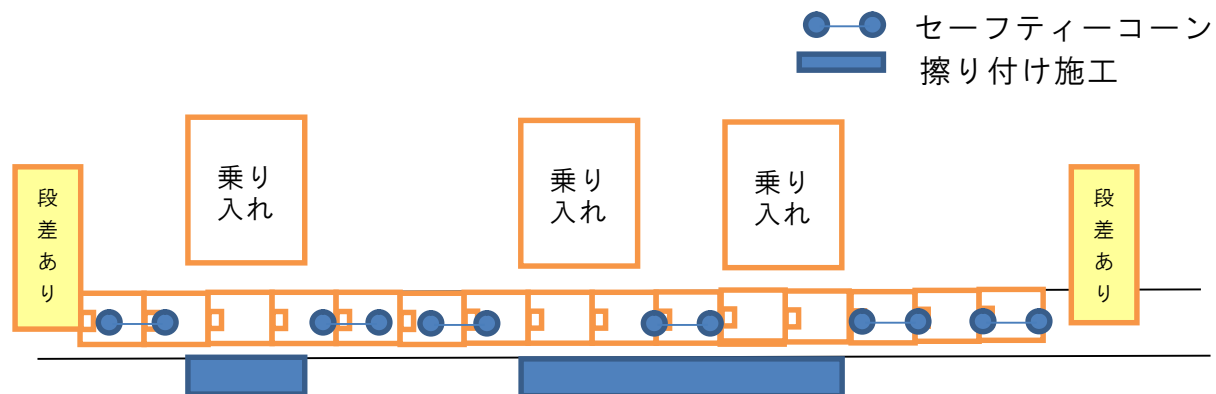 セーフティーコーン
擦り付け施工
乗り
入れ
乗り
入れ
乗り
入れ
段差あり
段差あり